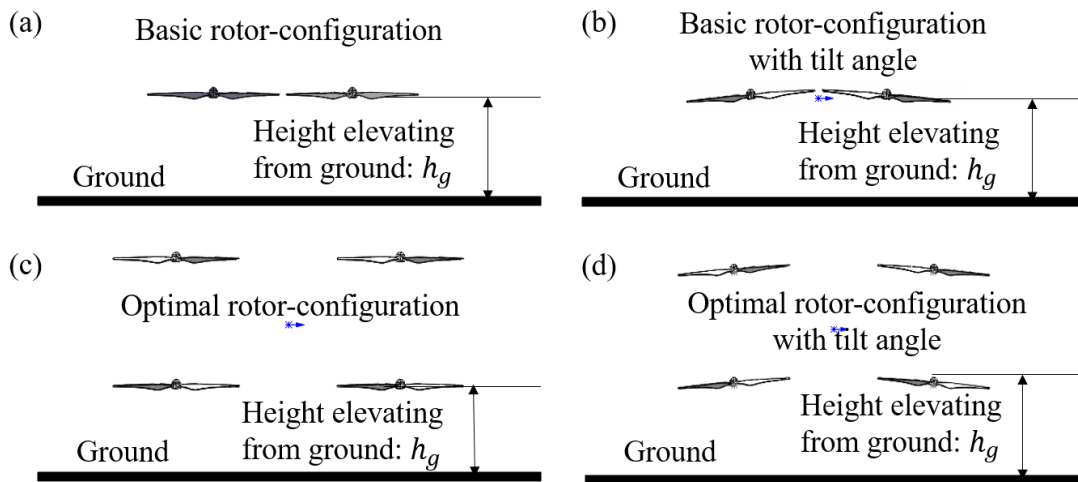 (a)
Basic rotor-configuration
Height elevating
from ground: h_g
Ground
(b)
Basic rotor-configuration
with tilt angle
Height elevating
from ground: h_g
Ground
(c)
Optimal rotor-configuration
Height elevating
from ground: h_g
Ground
(d)
Optimal rotor-configuration
with tilt angle
Height elevating
from ground: h_g
Ground